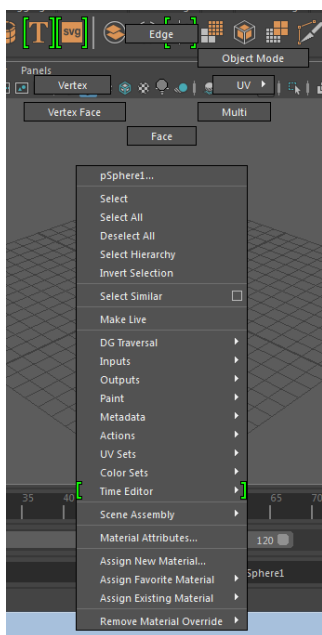 T
svg
Edge
Object Mode
Panels
Vertex
UV
Vertex Face
Multi
Face
pSphere1...
Select
Select All
Deselect All
Select Hierarchy
Invert Selection
Select Similar
Make Live
DG Traversal
Inputs
Outputs
Paint
Metadata
Actions
UV Sets
Color Sets
Time Editor
35 40 65 70
Scene Assembly
Material Attributes...
120
Assign New Material...
Sphere1
Assign Favorite Material
Assign Existing Material
Remove Material Override